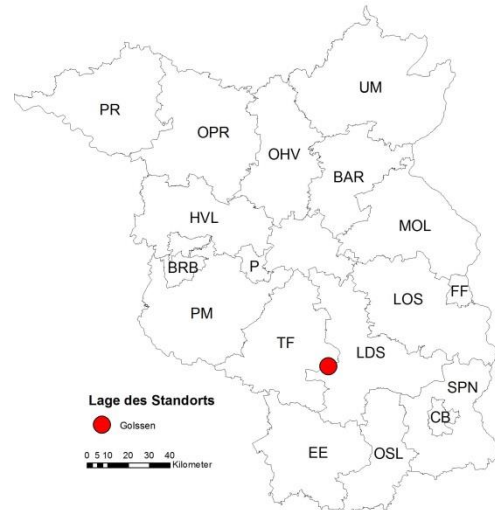 UM
PR
OPR
OHV
BAR
HVL
MOL
BRB
P
FF
LOS
PM
TF
LDS
SPN
Lage des Standorts
CB
Golssen
EE
OSL
0 5 10 20 30 40
Kilometer